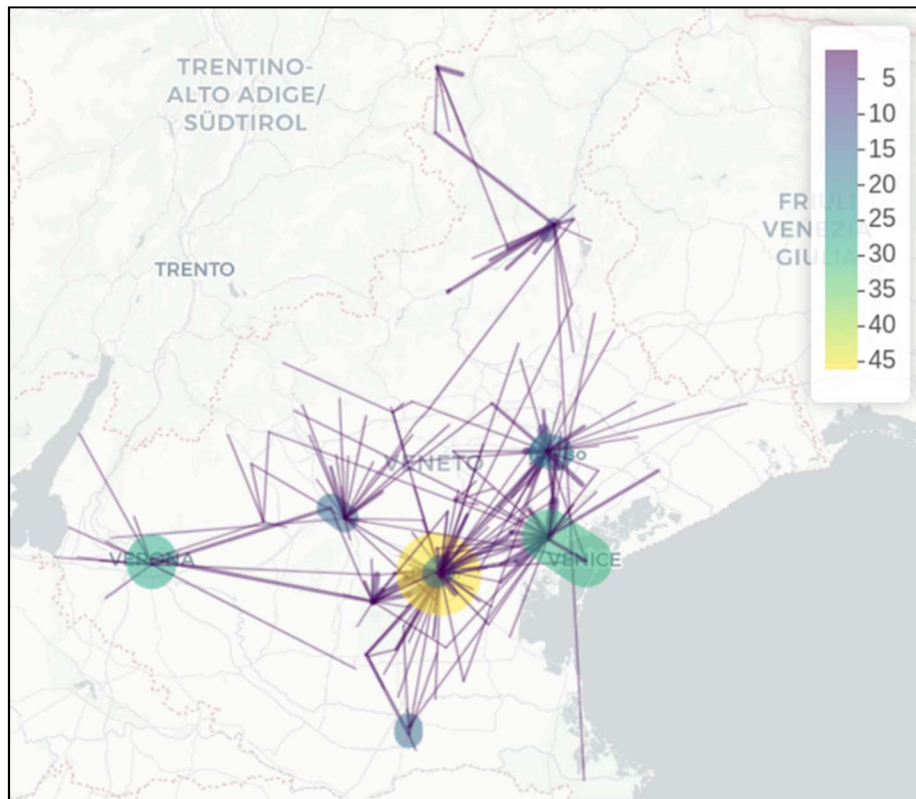 TRENTINO-
ALTO ADIGE/
SÜDTIROL
TRENTO
VENETO
VERONA
VENICE
5
10
15
20
25
30
35
40
45
FRIULI
VENEZIA
GIULIA